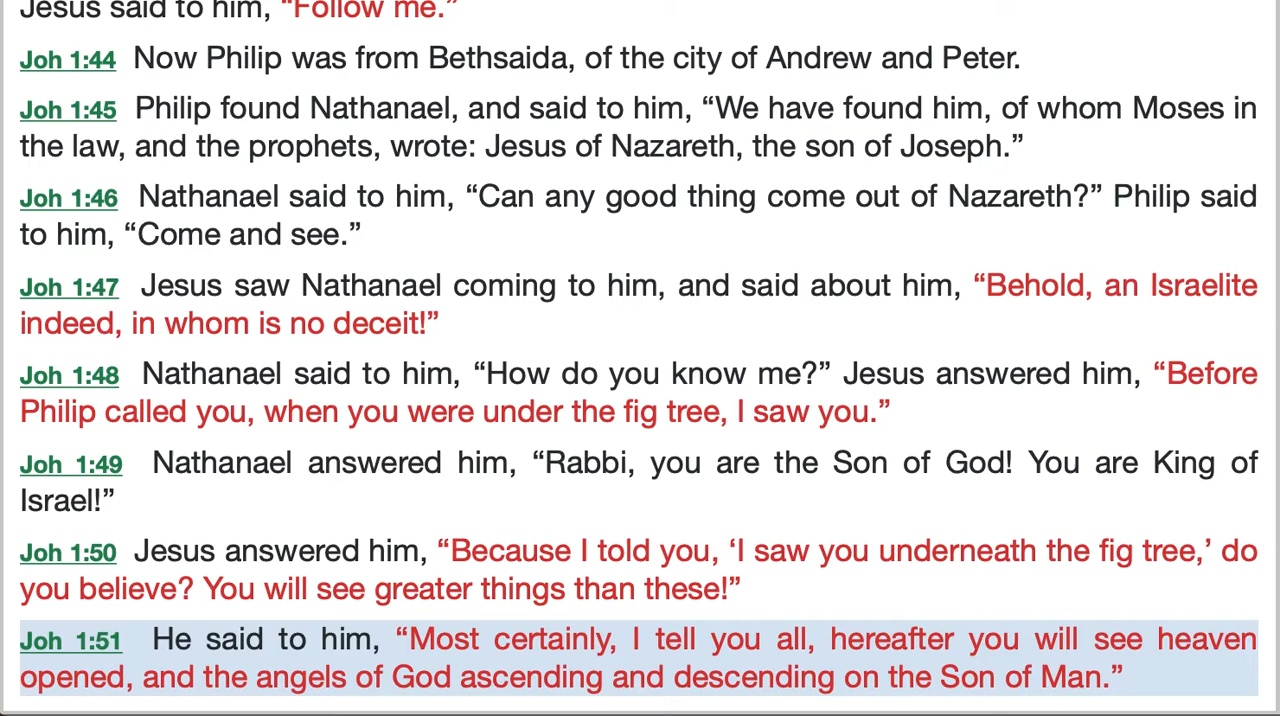 Jesus said to him, “Follow me.”
Joh 1:44 Now Philip was from Bethsaida, of the city of Andrew and Peter.
Joh 1:45 Philip found Nathanael, and said to him, “We have found him, of whom Moses in
the law, and the prophets, wrote: Jesus of Nazareth, the son of Joseph.”
Joh 1:46 Nathanael said to him, “Can any good thing come out of Nazareth?” Philip said
to him, “Come and see.”
Joh 1:47 Jesus saw Nathanael coming to him, and said about him, “Behold, an Israelite
indeed, in whom is no deceit!”
Joh 1:48 Nathanael said to him, “How do you know me?” Jesus answered him, “Before
Philip called you, when you were under the fig tree, I saw you.”
Joh 1:49 Nathanael answered him, “Rabbi, you are the Son of God! You are King of
Israel!”
Joh 1:50 Jesus answered him, “Because I told you, ‘I saw you underneath the fig tree,’ do
you believe? You will see greater things than these!”
Joh 1:51 He said to him, “Most certainly, I tell you all, hereafter you will see heaven
opened, and the angels of God ascending and descending on the Son of Man.”